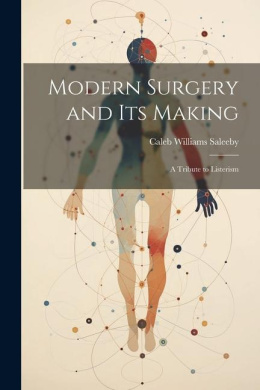 Modern Surgery
and Its Making
Caleb Williams Saleeby
A Tribute to Listerism